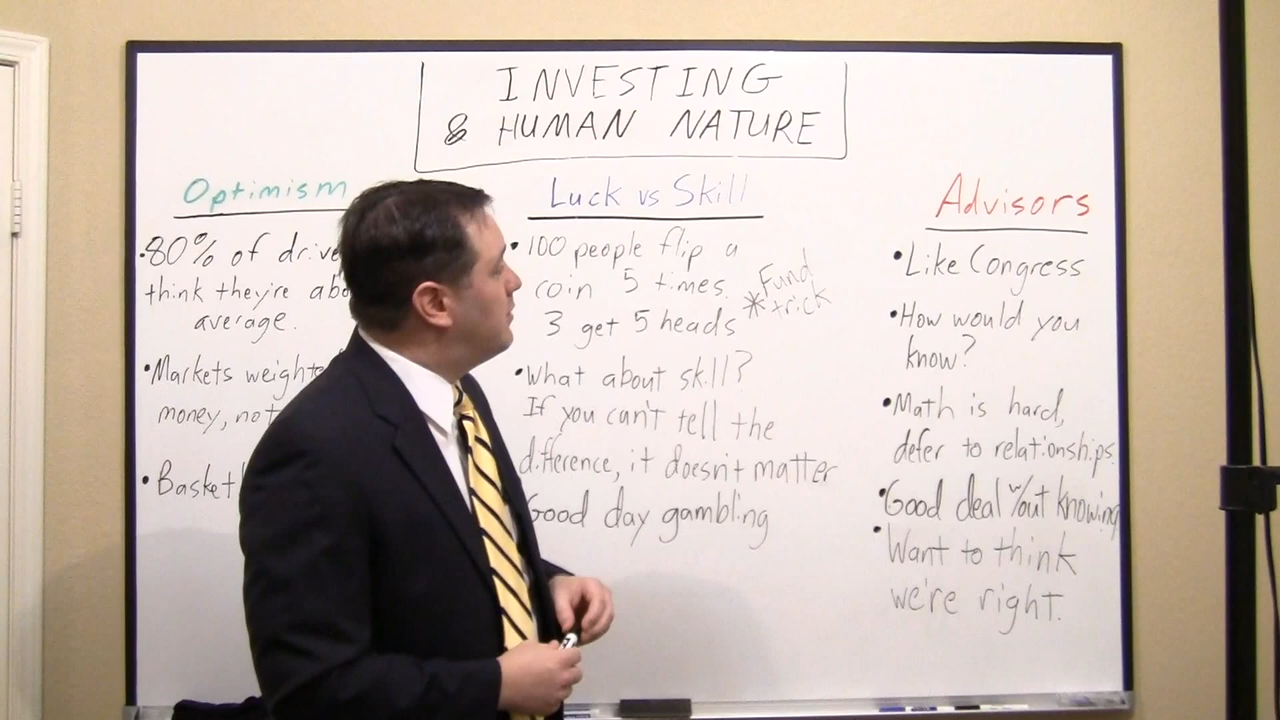 INVESTING
& HUMAN NATURE
Optimism
•80% of drive
think they're abo
average.
•Markets weighte
money, not
•Basket
Luck vs Skill
•100 people flip a
coin 5 times.
3 get 5 heads
*Fund
trick
•What about skill?
If you can't tell the
difference, it doesn't matter
Good day gambling
Advisors
•Like Congress
•How would you
know?
•Math is hard,
defer to relationships.
•Good deal w/out knowing
•Want to think
we're right.